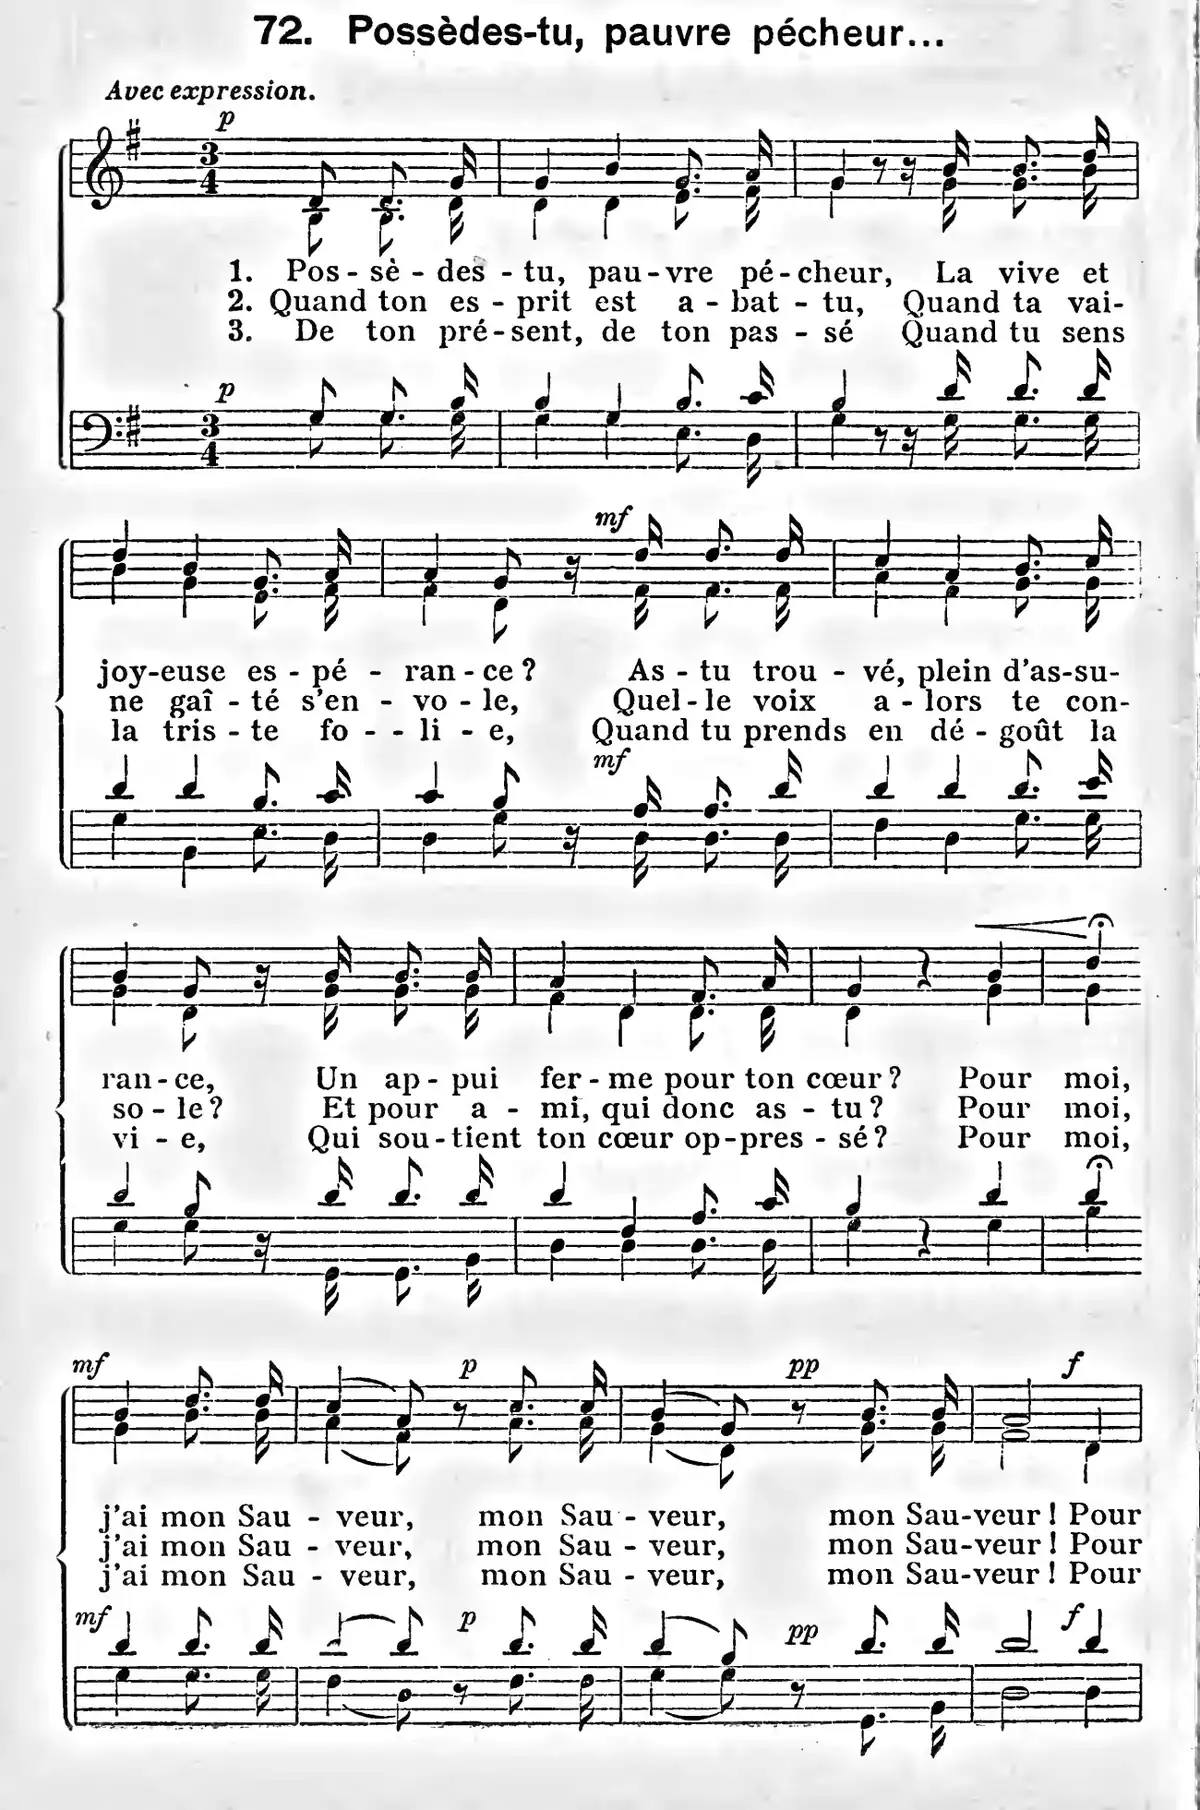 72. Possèdes-tu, pauvre pécheur...
Avec expression.
p
3
4
1. Pos - sè - des - tu, pau - vre pé - cheur, La vive et
2. Quand ton es - prit est a - bat - tu, Quand ta vai-
3. De ton pré - sent, de ton pas - sé Quand tu sens
p
3
4
mf
joy-euse es - pé - ran - ce ? As - tu trou - vé, plein d'as-su-
ne gaî - té s'en - vo - le, Quel - le voix a - lors te con-
la tris - te fo - - li - e, Quand tu prends en dé - goût la
mf
ran - ce, Un ap - pui fer - me pour ton cœur ? Pour moi,
so - le ? Et pour a - mi, qui donc as - tu ? Pour moi,
vi - e, Qui sou - tient ton cœur op-pres - sé ? Pour moi,
mf p pp f
j'ai mon Sau - veur, mon Sau - veur, mon Sau-veur ! Pour
j'ai mon Sau - veur, mon Sau - veur, mon Sau-veur ! Pour
j'ai mon Sau - veur, mon Sau - veur, mon Sau-veur ! Pour
mf p pp f